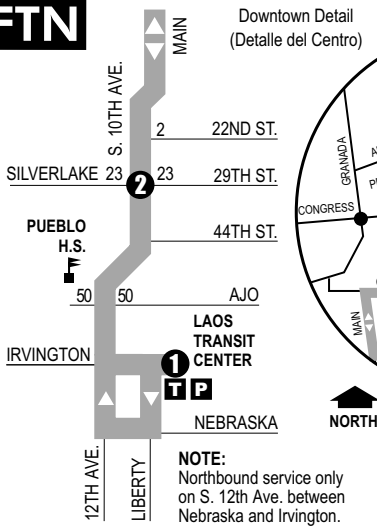 FTN
Downtown Detail
(Detalle del Centro)
MAIN
S. 10TH AVE.
2 22ND ST.
SILVERLAKE 23 2 23 29TH ST.
PUEBLO
H.S.
44TH ST.
50 50 AJO
LAOS
TRANSIT
CENTER
IRVINGTON
1
T P
NEBRASKA
12TH AVE.
LIBERTY
NOTE:
Northbound service only
on S. 12th Ave. between
Nebraska and Irvington.
GRANADA
CONGRESS
MAIN
NORTH